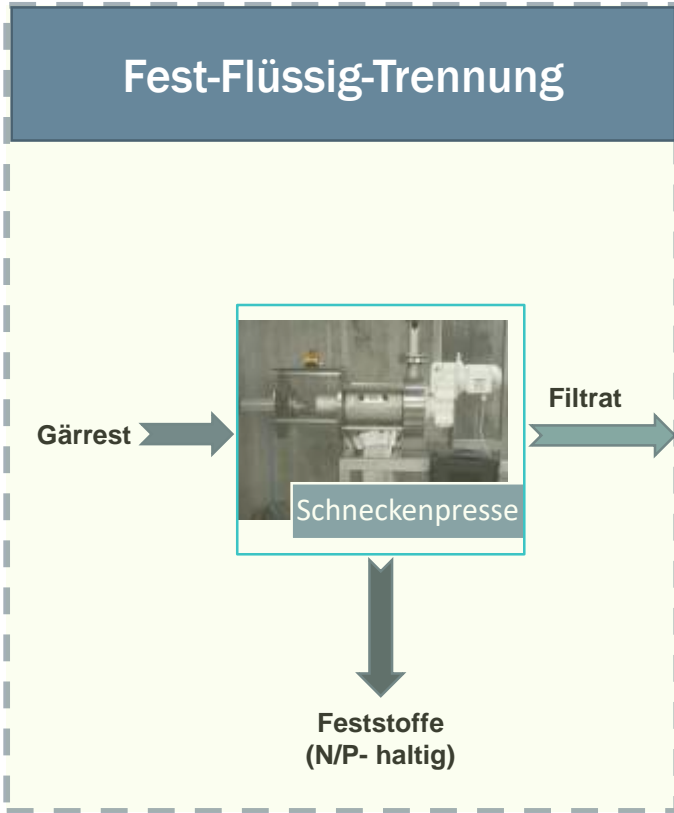 Fest-Flüssig-Trennung
Gärrest
Filtrat
Schneckenpresse
Feststoffe
(N/P- haltig)